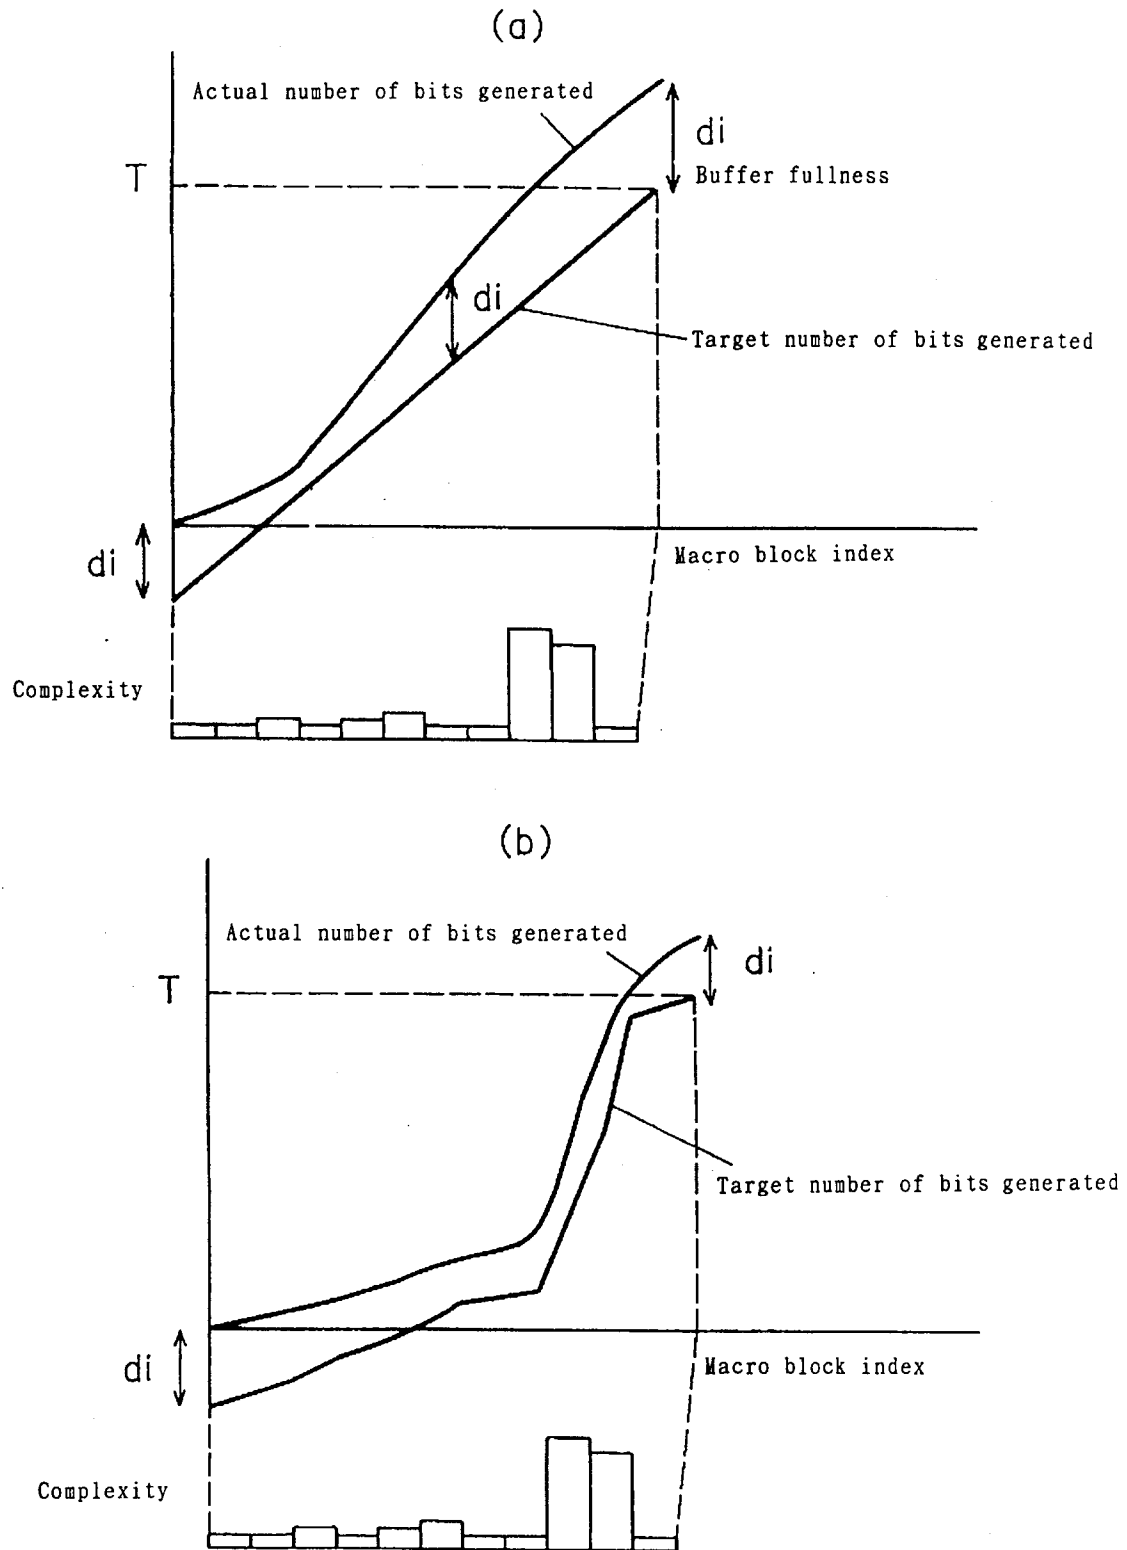 (a)
Actual number of bits generated
di
T
Buffer fullness
di
Target number of bits generated
di
Macro block index
Complexity
(b)
Actual number of bits generated
di
T
Target number of bits generated
di
Macro block index
Complexity